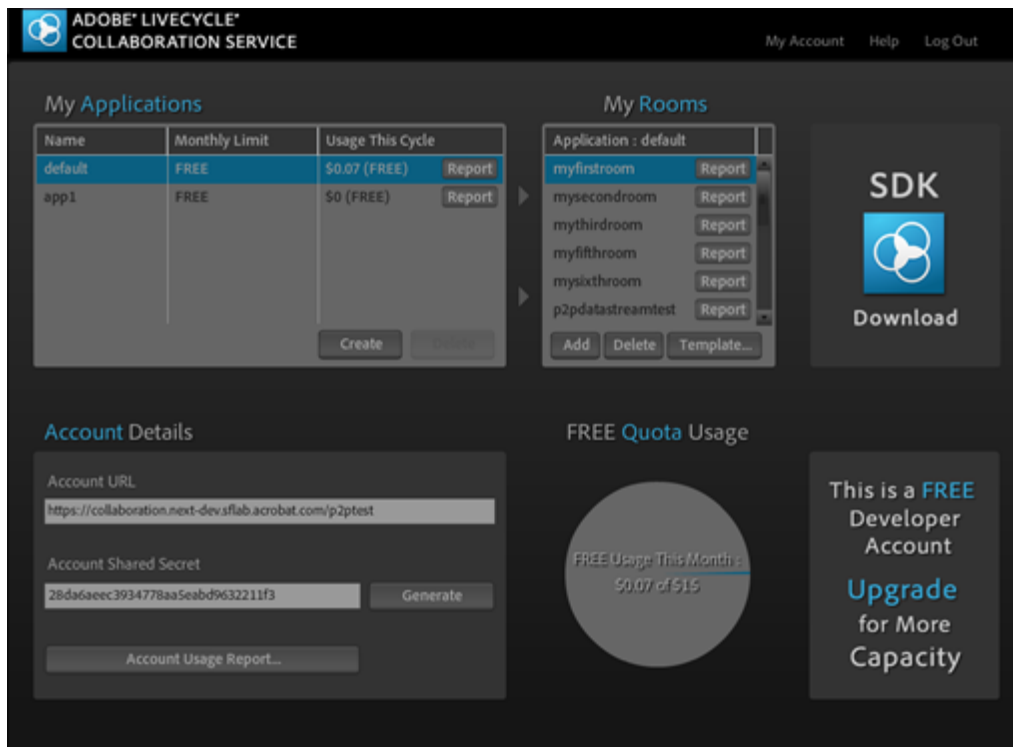 ADOBE® LIVECYCLE®
COLLABORATION SERVICE
My Account Help Log Out
My Applications
Name Monthly Limit Usage This Cycle
default FREE $0.07 (FREE) Report
app1 FREE $0 (FREE) Report
Create Delete
My Rooms
Application : default
myfirstroom Report
mysecondroom Report
mythirdroom Report
myfifthroom Report
mysixthroom Report
p2pdatastreamtest Report
Add Delete Template...
SDK
Download
Account Details
Account URL
https://collaboration.next-dev.sflab.acrobat.com/p2ptest
Account Shared Secret
28da6aeec3934778aa5eabd9632211f3 Generate
Account Usage Report...
FREE Quota Usage
FREE Usage This Month :
$0.07 of $15
This is a FREE
Developer
Account
Upgrade
for More
Capacity